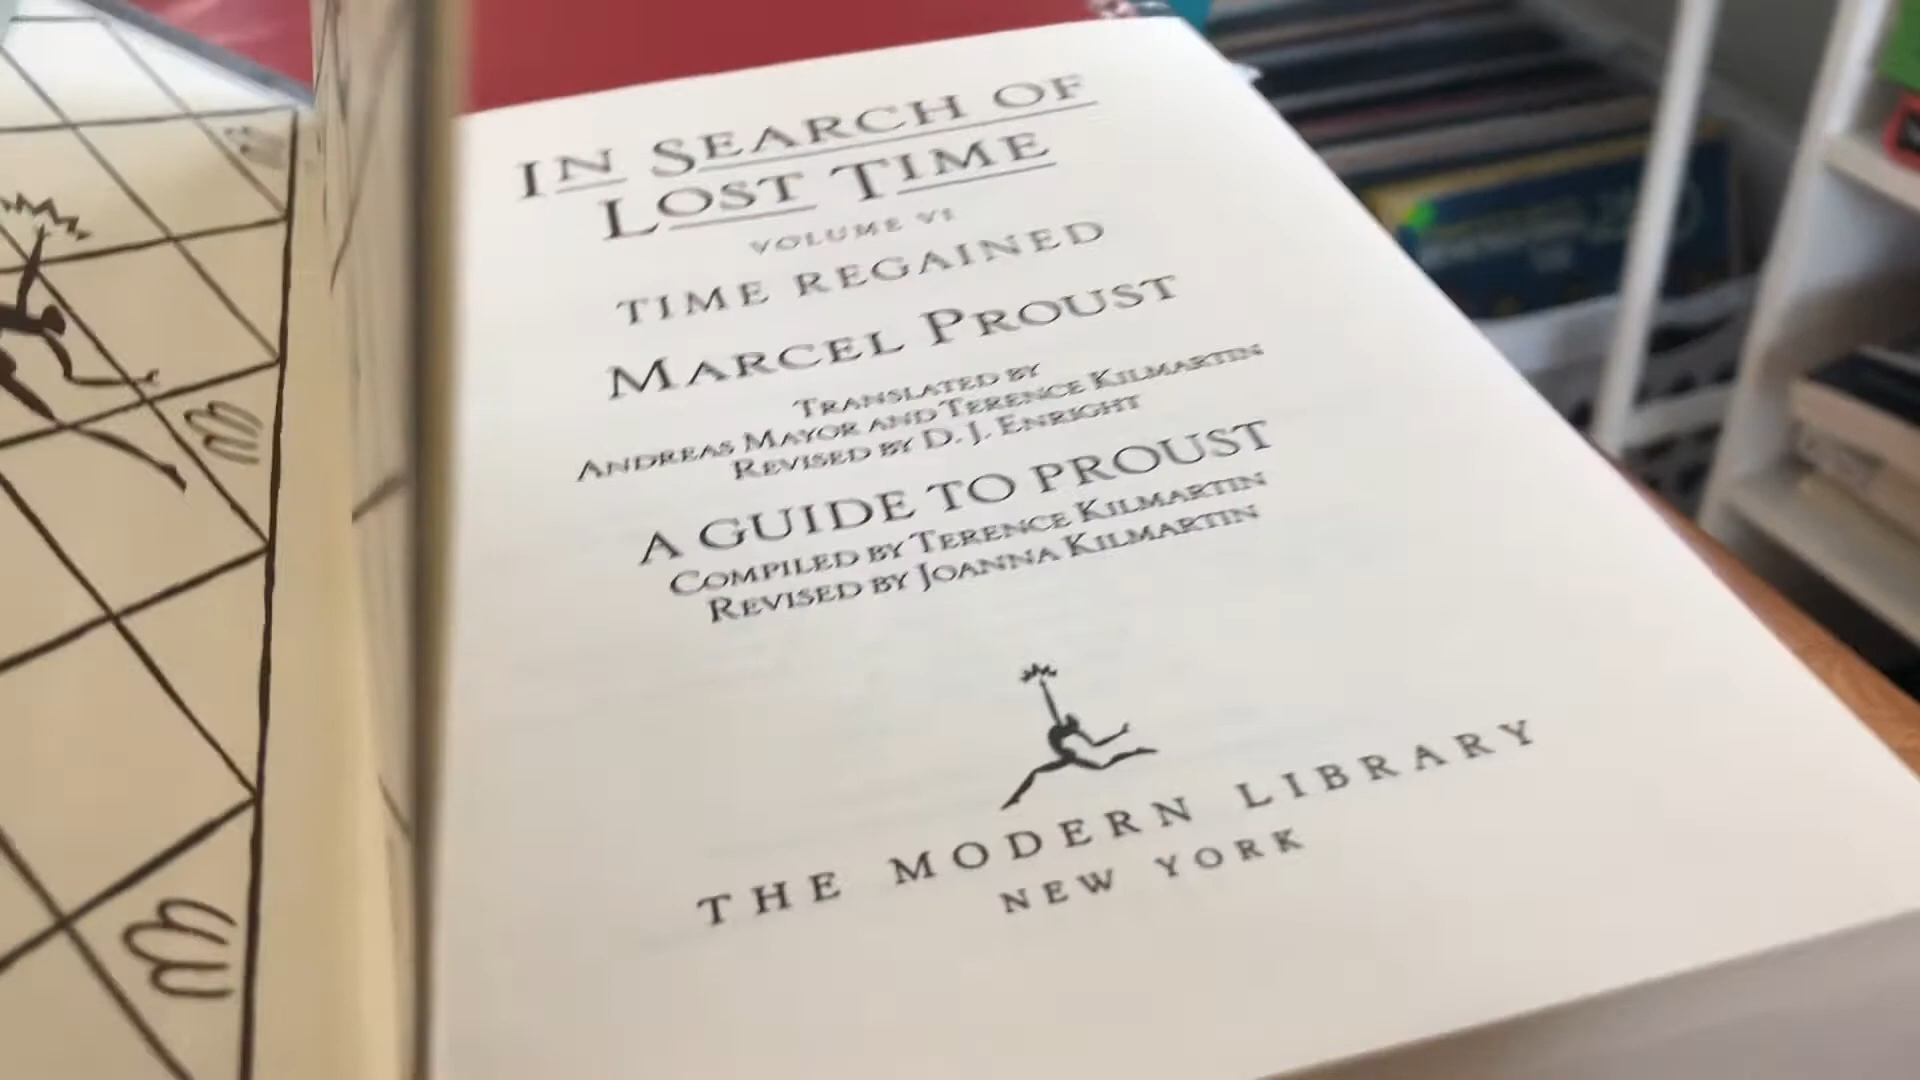 IN SEARCH OF
LOST TIME
VOLUME VI
TIME REGAINED
MARCEL PROUST
TRANSLATED BY
ANDREAS MAYOR AND TERENCE KILMARTIN
REVISED BY D. J. ENRIGHT
A GUIDE TO PROUST
COMPILED BY TERENCE KILMARTIN
REVISED BY JOANNA KILMARTIN
THE MODERN LIBRARY
NEW YORK